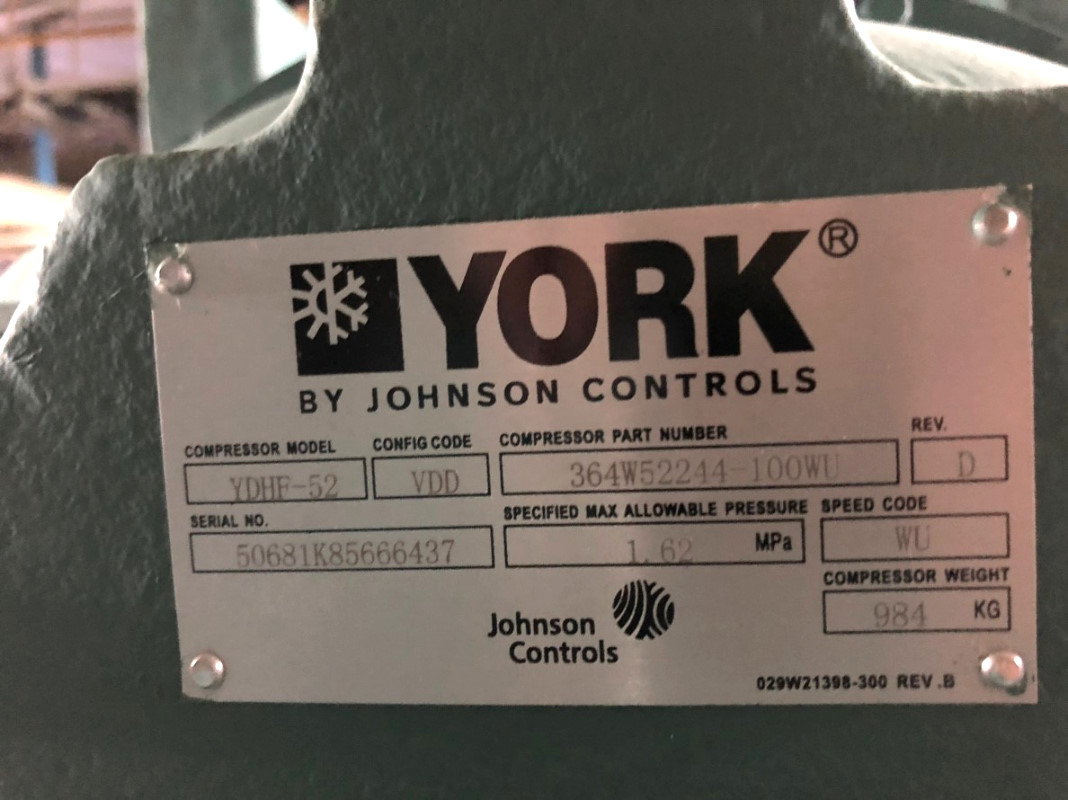 YORK®
BY JOHNSON CONTROLS
COMPRESSOR MODEL CONFIG CODE COMPRESSOR PART NUMBER REV.
YDHF-52 VDD 364W52244-100WU D
SERIAL NO. SPECIFIED MAX ALLOWABLE PRESSURE SPEED CODE
50681K85666437 1.62 MPa WU
COMPRESSOR WEIGHT
984 KG
Johnson
Controls
029W21398-300 REV.B